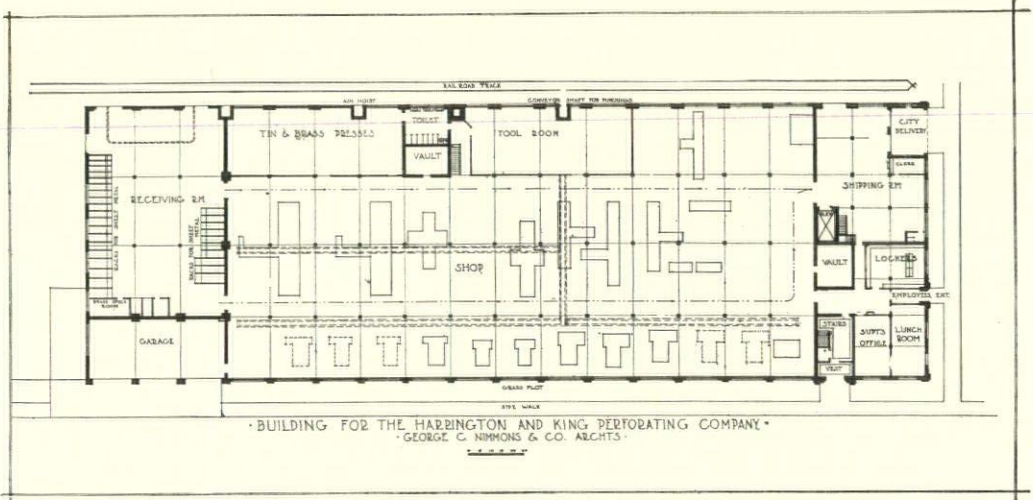 RAIL ROAD TRACK
AIR HOIST
CONVEYOR SHAFT FOR PUNCHINGS
TIN & BRASS PRESSES
TOILET
VAULT
TOOL ROOM
CITY
DELIVERY
CLERK
SHIPPING RM
RECEIVING RM.
RACKS FOR SHEET METAL
RACKS FOR SHEET
METAL
SHOP
VAULT
LOCKERS
EMPLOYEES ENT.
GARAGE
STAIRS
SUPT'S
OFFICE
LUNCH
ROOM
VEST
GRASS PLOT
SIDE WALK
· BUILDING FOR THE HARRINGTON AND KING PERFORATING COMPANY ·
· GEORGE C. NIMMONS & CO. ARCHTS ·